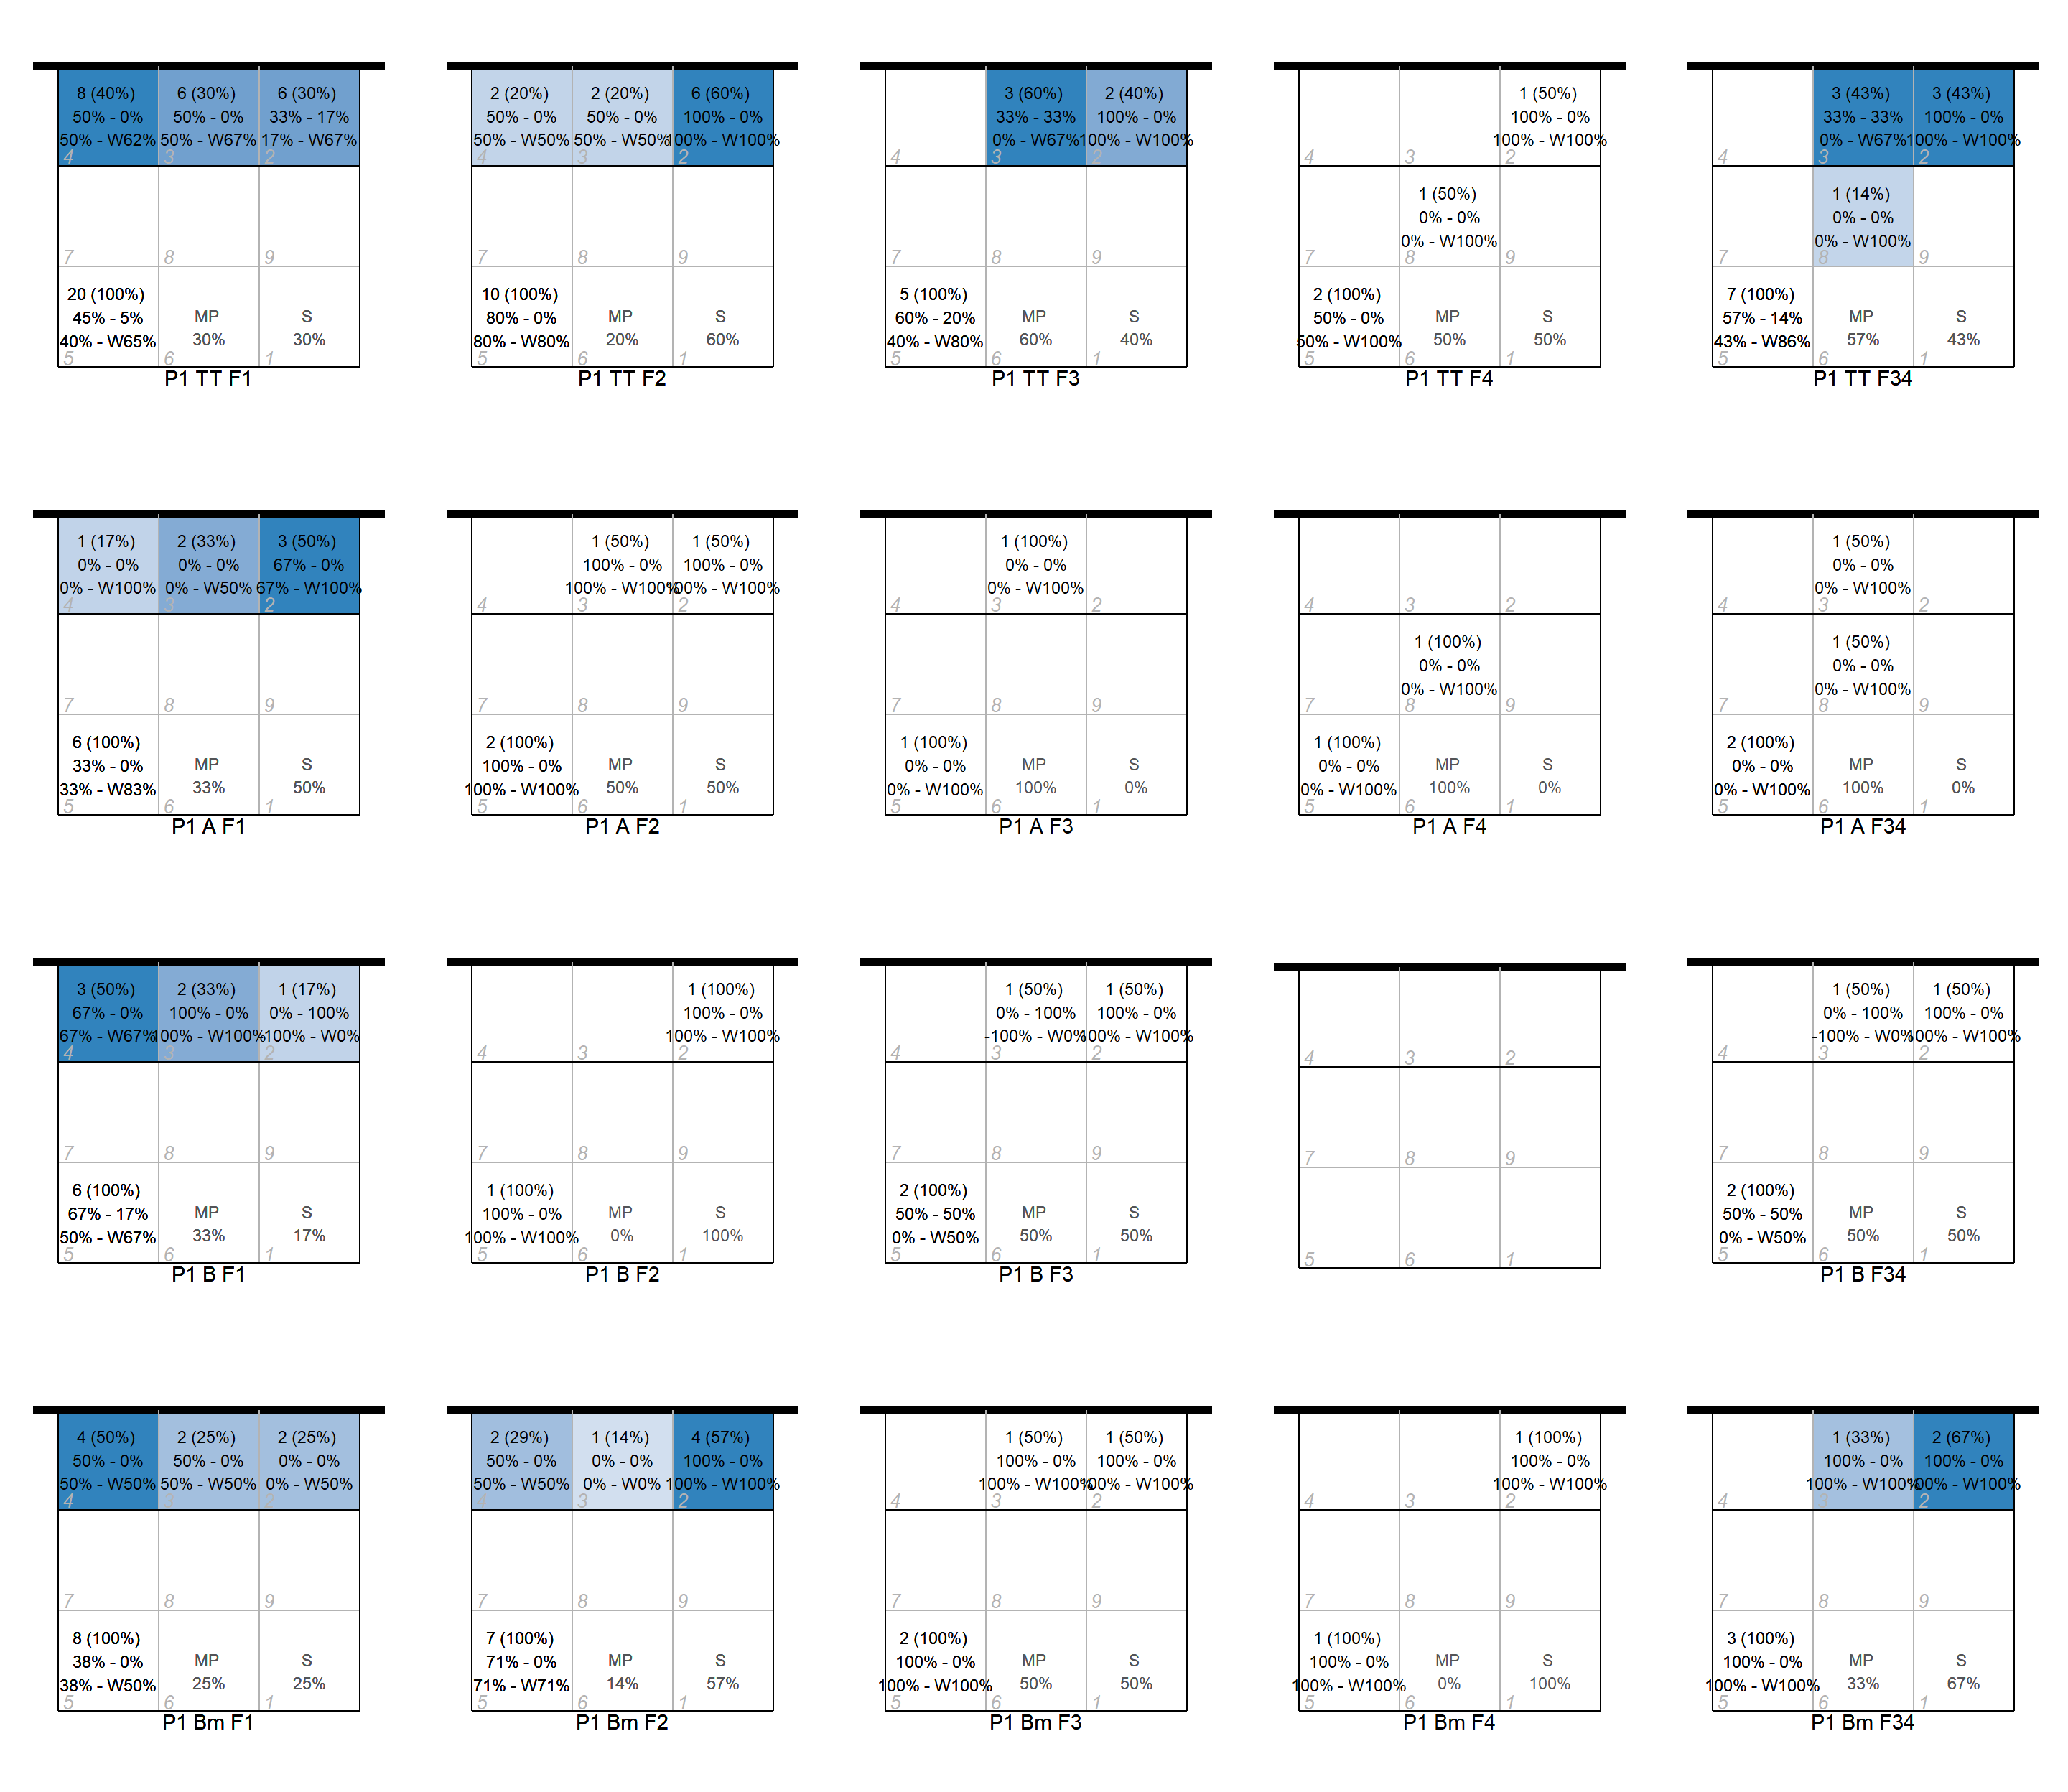 8 (40%) 6 (30%) 6 (30%)
50% - 0% 50% - 0% 33% - 17%
50% - W62% 50% - W67% 17% - W67%
4 3 2
7 8 9
20 (100%)
45% - 5% MP S
40% - W65% 30% 30%
5 6 1
P1 TT F1
2 (20%) 2 (20%) 6 (60%)
50% - 0% 50% - 0% 100% - 0%
50% - W50% 50% - W50% 100% - W100%
4 3 2
7 8 9
10 (100%)
80% - 0% MP S
80% - W80% 20% 60%
5 6 1
P1 TT F2
3 (60%) 2 (40%)
33% - 33% 100% - 0%
0% - W67% 100% - W100%
4 3 2
7 8 9
5 (100%)
60% - 20% MP S
40% - W80% 60% 40%
5 6 1
P1 TT F3
1 (50%)
100% - 0%
100% - W100%
4 3 2
1 (50%)
0% - 0%
0% - W100%
7 8 9
2 (100%)
50% - 0% MP S
50% - W100% 50% 50%
5 6 1
P1 TT F4
3 (43%) 3 (43%)
33% - 33% 100% - 0%
0% - W67% 100% - W100%
4 3 2
1 (14%)
0% - 0%
0% - W100%
7 8 9
7 (100%)
57% - 14% MP S
43% - W86% 57% 43%
5 6 1
P1 TT F34
1 (17%) 2 (33%) 3 (50%)
0% - 0% 0% - 0% 67% - 0%
0% - W100% 0% - W50% 67% - W100%
4 3 2
7 8 9
6 (100%)
33% - 0% MP S
33% - W83% 33% 50%
5 6 1
P1 A F1
1 (50%) 1 (50%)
100% - 0% 100% - 0%
100% - W100% 100% - W100%
4 3 2
7 8 9
2 (100%)
100% - 0% MP S
100% - W100% 50% 50%
5 6 1
P1 A F2
1 (100%)
0% - 0%
0% - W100%
4 3 2
7 8 9
1 (100%)
0% - 0% MP S
0% - W100% 100% 0%
5 6 1
P1 A F3
4 3 2
1 (100%)
0% - 0%
0% - W100%
7 8 9
1 (100%)
0% - 0% MP S
0% - W100% 100% 0%
5 6 1
P1 A F4
1 (50%)
0% - 0%
0% - W100%
4 3 2
1 (50%)
0% - 0%
0% - W100%
7 8 9
2 (100%)
0% - 0% MP S
0% - W100% 100% 0%
5 6 1
P1 A F34
3 (50%) 2 (33%) 1 (17%)
67% - 0% 100% - 0% 0% - 100%
67% - W67% 100% - W100% -100% - W0%
4 3 2
7 8 9
6 (100%)
67% - 17% MP S
50% - W67% 33% 17%
5 6 1
P1 B F1
1 (100%)
100% - 0%
100% - W100%
4 3 2
7 8 9
1 (100%)
100% - 0% MP S
100% - W100% 0% 100%
5 6 1
P1 B F2
1 (50%) 1 (50%)
0% - 100% 100% - 0%
-100% - W0% 100% - W100%
4 3 2
7 8 9
2 (100%)
50% - 50% MP S
0% - W50% 50% 50%
5 6 1
P1 B F3
4 3 2
7 8 9
5 6 1
1 (50%) 1 (50%)
0% - 100% 100% - 0%
-100% - W0% 100% - W100%
4 3 2
7 8 9
2 (100%)
50% - 50% MP S
0% - W50% 50% 50%
5 6 1
P1 B F34
4 (50%) 2 (25%) 2 (25%)
50% - 0% 50% - 0% 0% - 0%
50% - W50% 50% - W50% 0% - W50%
4 3 2
7 8 9
8 (100%)
38% - 0% MP S
38% - W50% 25% 25%
5 6 1
P1 Bm F1
2 (29%) 1 (14%) 4 (57%)
50% - 0% 0% - 0% 100% - 0%
50% - W50% 0% - W0% 100% - W100%
4 3 2
7 8 9
7 (100%)
71% - 0% MP S
71% - W71% 14% 57%
5 6 1
P1 Bm F2
1 (50%) 1 (50%)
100% - 0% 100% - 0%
100% - W100% 100% - W100%
4 3 2
7 8 9
2 (100%)
100% - 0% MP S
100% - W100% 50% 50%
5 6 1
P1 Bm F3
1 (100%)
100% - 0%
100% - W100%
4 3 2
7 8 9
1 (100%)
100% - 0% MP S
100% - W100% 0% 100%
5 6 1
P1 Bm F4
1 (33%) 2 (67%)
100% - 0% 100% - 0%
100% - W100% 100% - W100%
4 3 2
7 8 9
3 (100%)
100% - 0% MP S
100% - W100% 33% 67%
5 6 1
P1 Bm F34